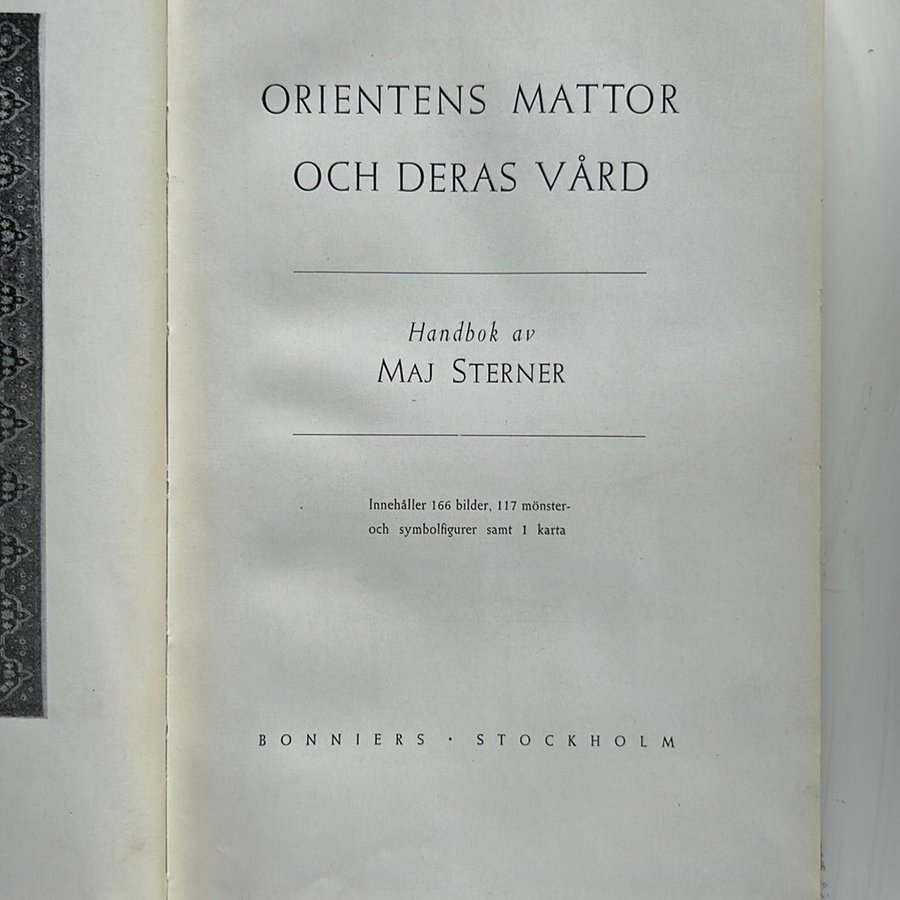 ORIENTENS MATTOR
OCH DERAS VÅRD
Handbok av
MAJ STERNER
Innehåller 166 bilder, 117 mönster-
och symbolfigurer samt 1 karta
BONNIERS · STOCKHOLM